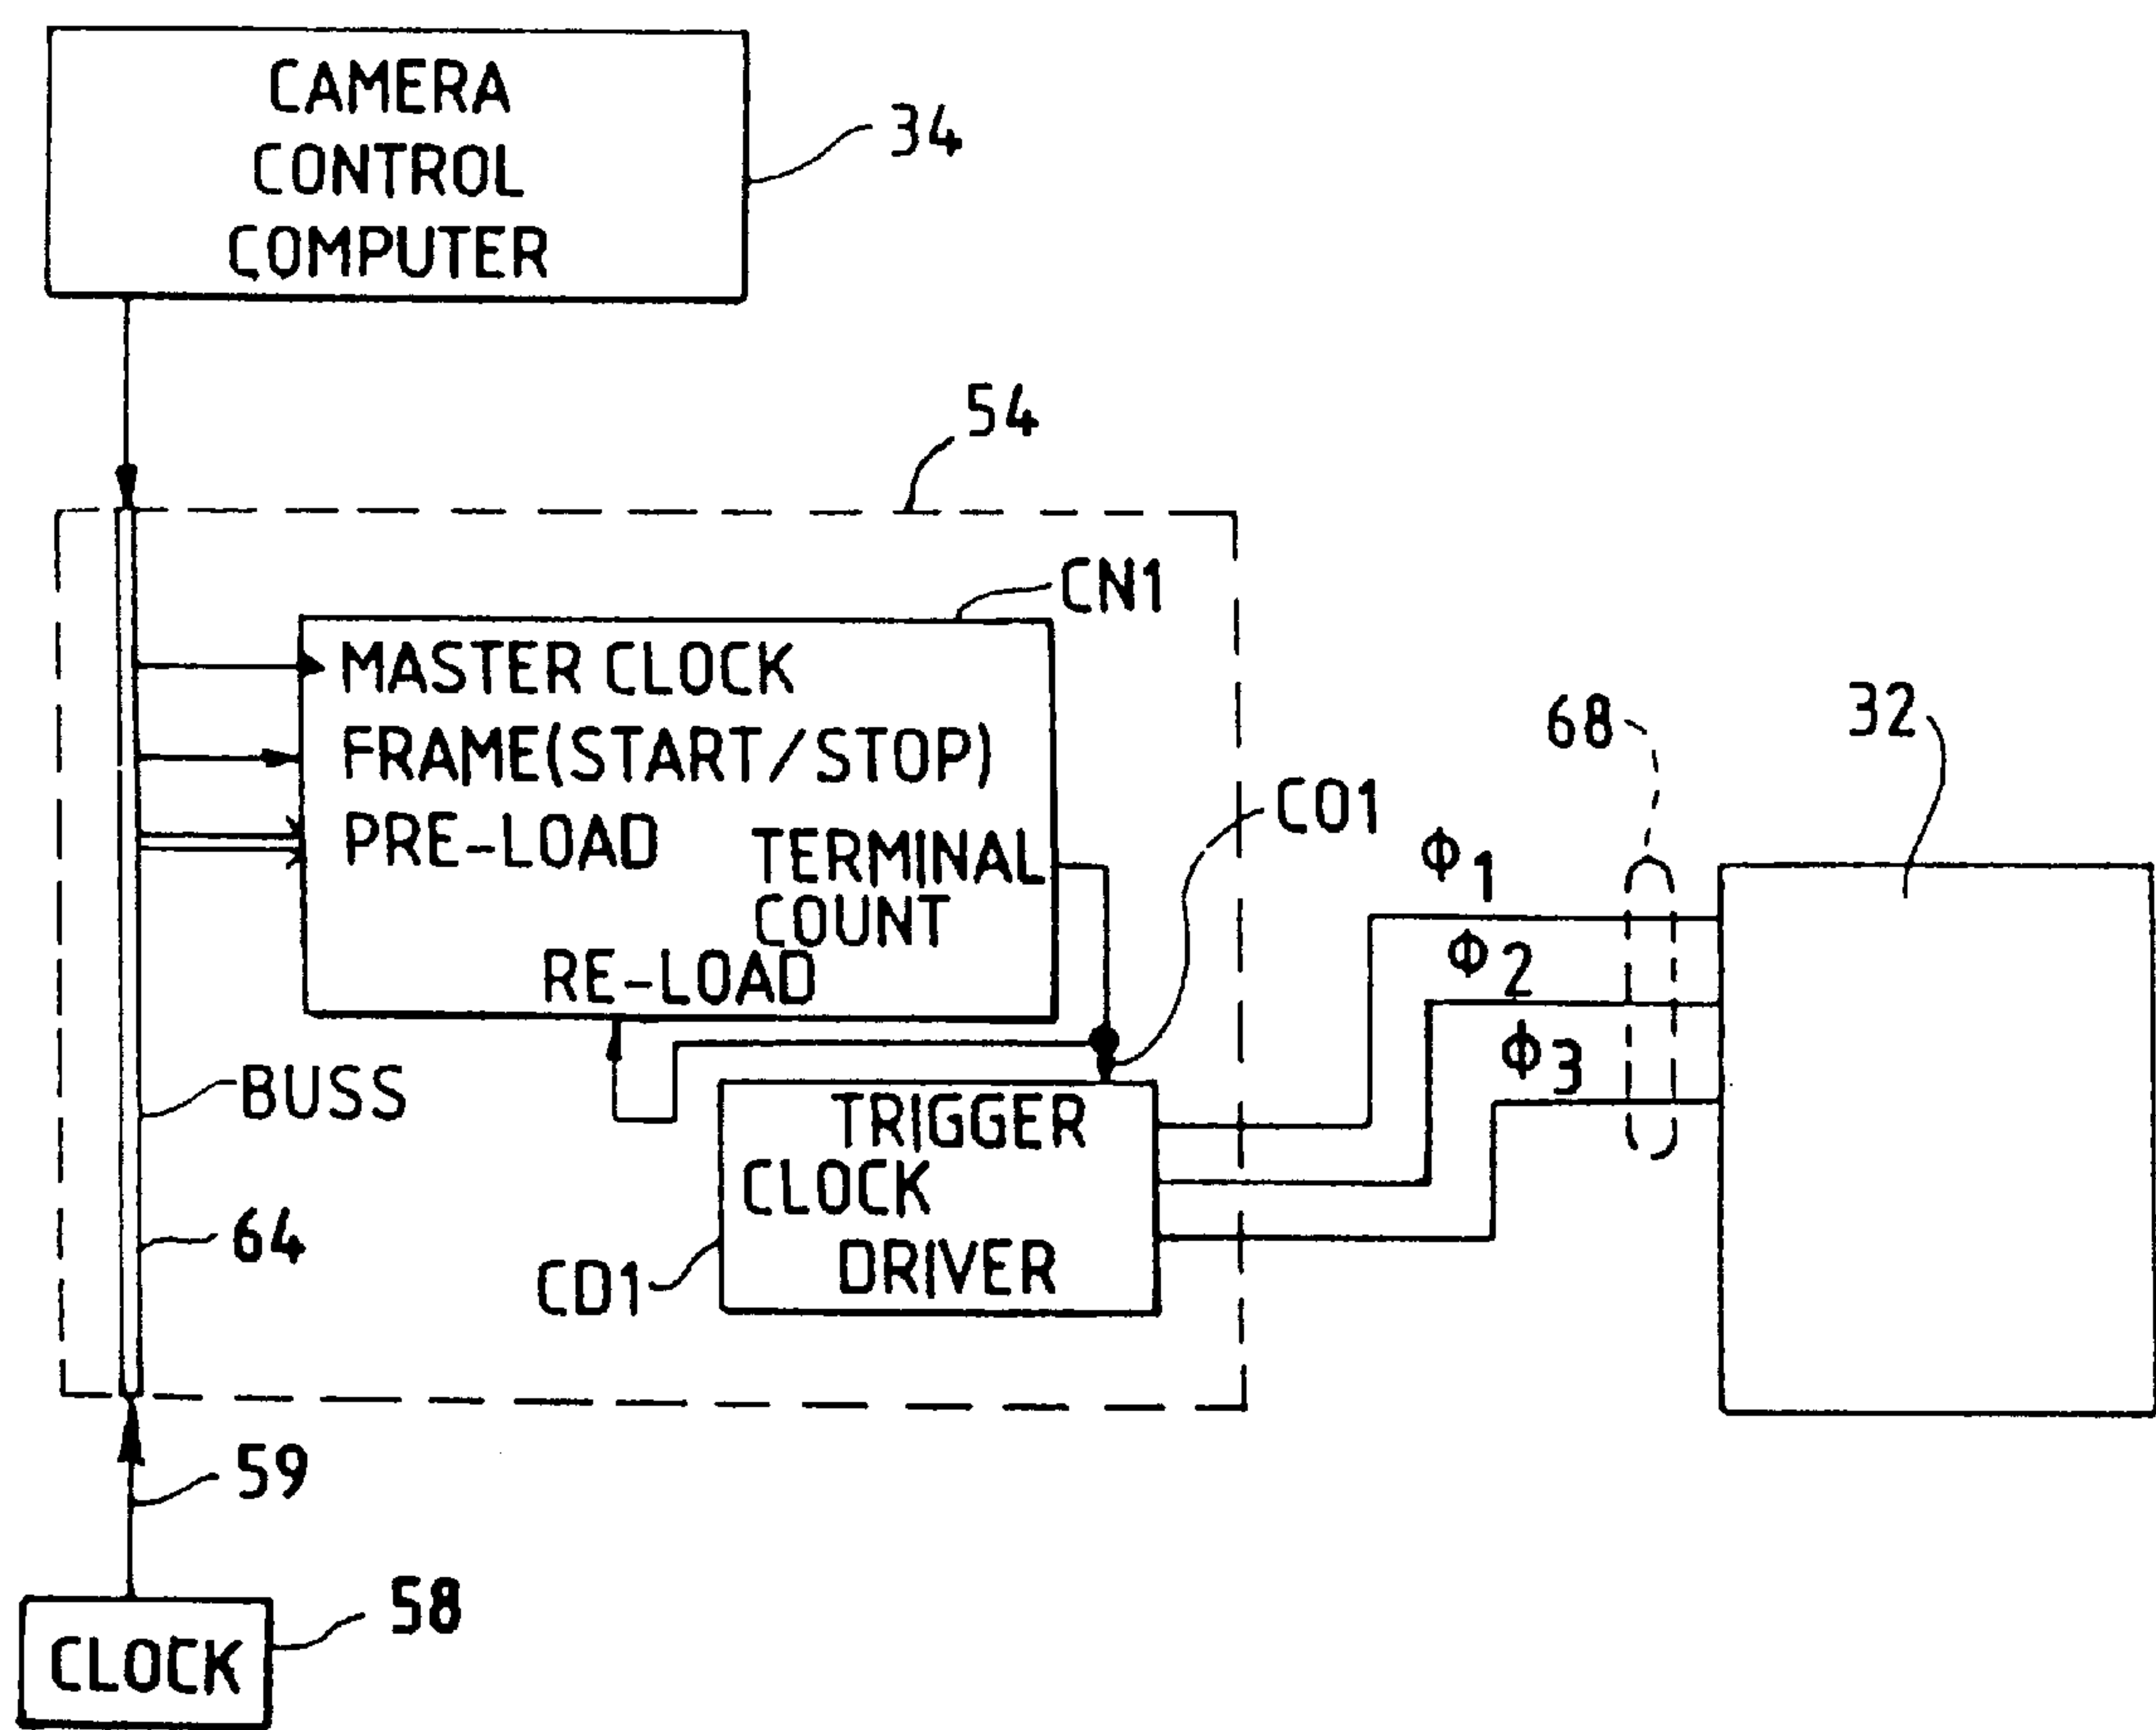 CAMERA
CONTROL
COMPUTER
34
54
CN1
MASTER CLOCK
FRAME(START/STOP)
PRE-LOAD
TERMINAL
COUNT
RE-LOAD
CO1
68
32
Φ1
Φ2
Φ3
BUSS
64
TRIGGER
CLOCK
DRIVER
CD1
59
58
CLOCK